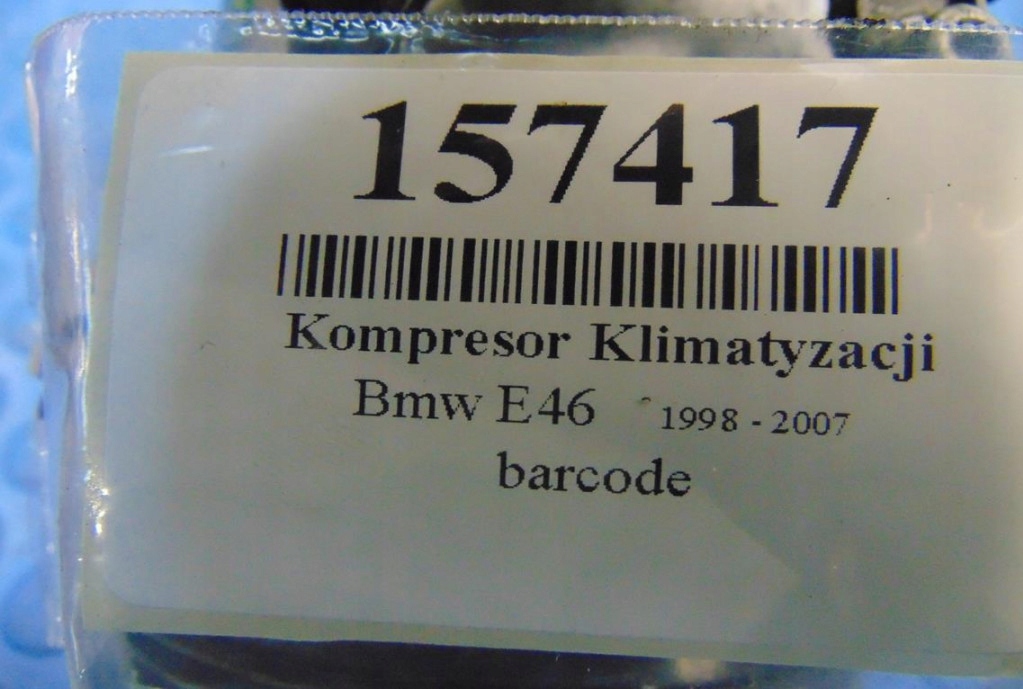 157417
Kompresor Klimatyzacji
Bmw E46 1998 - 2007
barcode